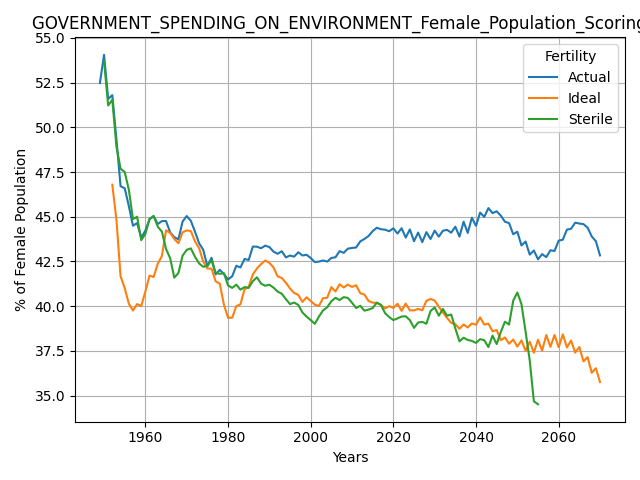 GOVERNMENT_SPENDING_ON_ENVIRONMENT_Female_Population_Scoring
55.0
52.5
50.0
47.5
45.0
42.5
40.0
37.5
35.0
% of Female Population
Fertility
Actual
Ideal
Sterile
1960
1980
2000
2020
2040
2060
Years